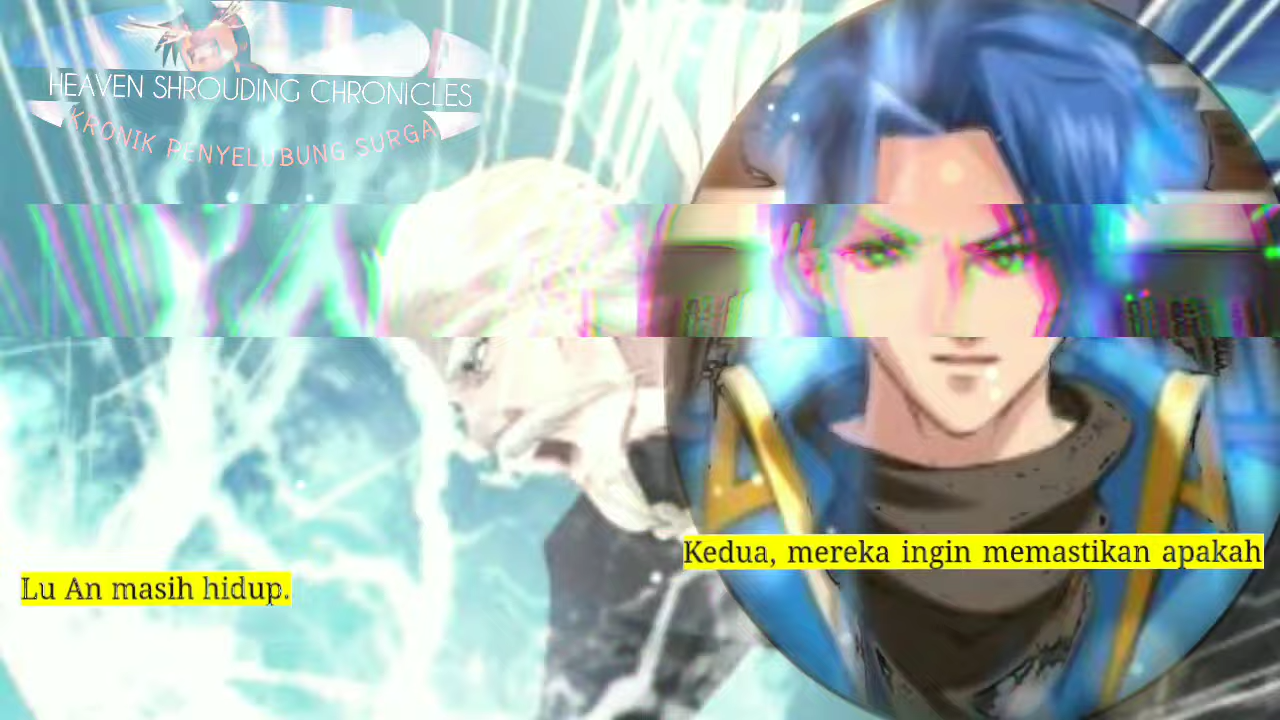 HEAVEN SHROUDING CHRONICLES
KRONIK PENYELUBUNG SURGA
Kedua, mereka ingin memastikan apakah
Lu An masih hidup.